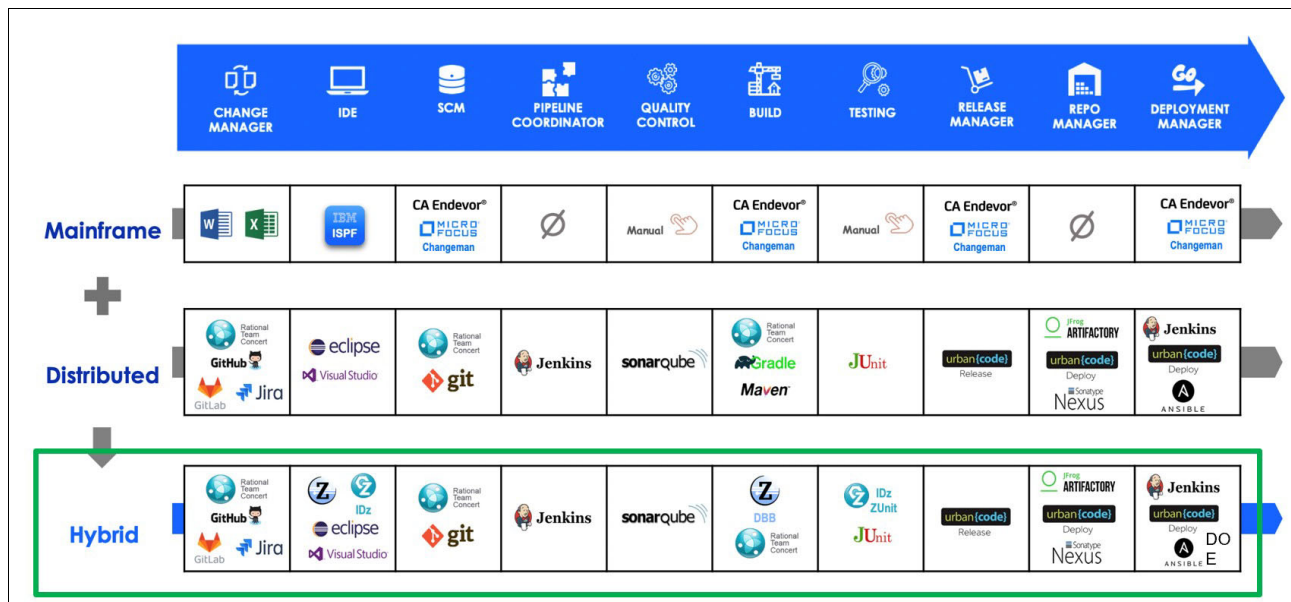 CHANGE
MANAGER
IDE
SCM
PIPELINE
COORDINATOR
QUALITY
CONTROL
BUILD
TESTING
RELEASE
MANAGER
REPO
MANAGER
GO
DEPLOYMENT
MANAGER
Mainframe
W
X
IBM
ISPF
CA Endevor®
MICRO
FOCUS
Changeman
Manual
CA Endevor®
MICRO
FOCUS
Changeman
Manual
CA Endevor®
MICRO
FOCUS
Changeman
CA Endevor®
MICRO
FOCUS
Changeman
Distributed
Rational
Team
Concert
GitHub
GitLab
Jira
eclipse
Visual Studio
Rational
Team
Concert
git
Jenkins
sonarqube
Rational
Team
Concert
Gradle
Maven
JUnit
urban{code}
Release
JFrog
ARTIFACTORY
urban{code}
Deploy
Sonatype
Nexus
Jenkins
urban{code}
Deploy
A
ANSIBLE
Hybrid
Rational
Team
Concert
GitHub
GitLab
Jira
Z
Z
IDz
eclipse
Visual Studio
Rational
Team
Concert
git
Jenkins
sonarqube
Z
DBB
Rational
Team
Concert
Z
IDz
ZUnit
JUnit
urban{code}
Release
JFrog
ARTIFACTORY
urban{code}
Deploy
Sonatype
Nexus
Jenkins
urban{code}
Deploy
A
ANSIBLE
DO
E